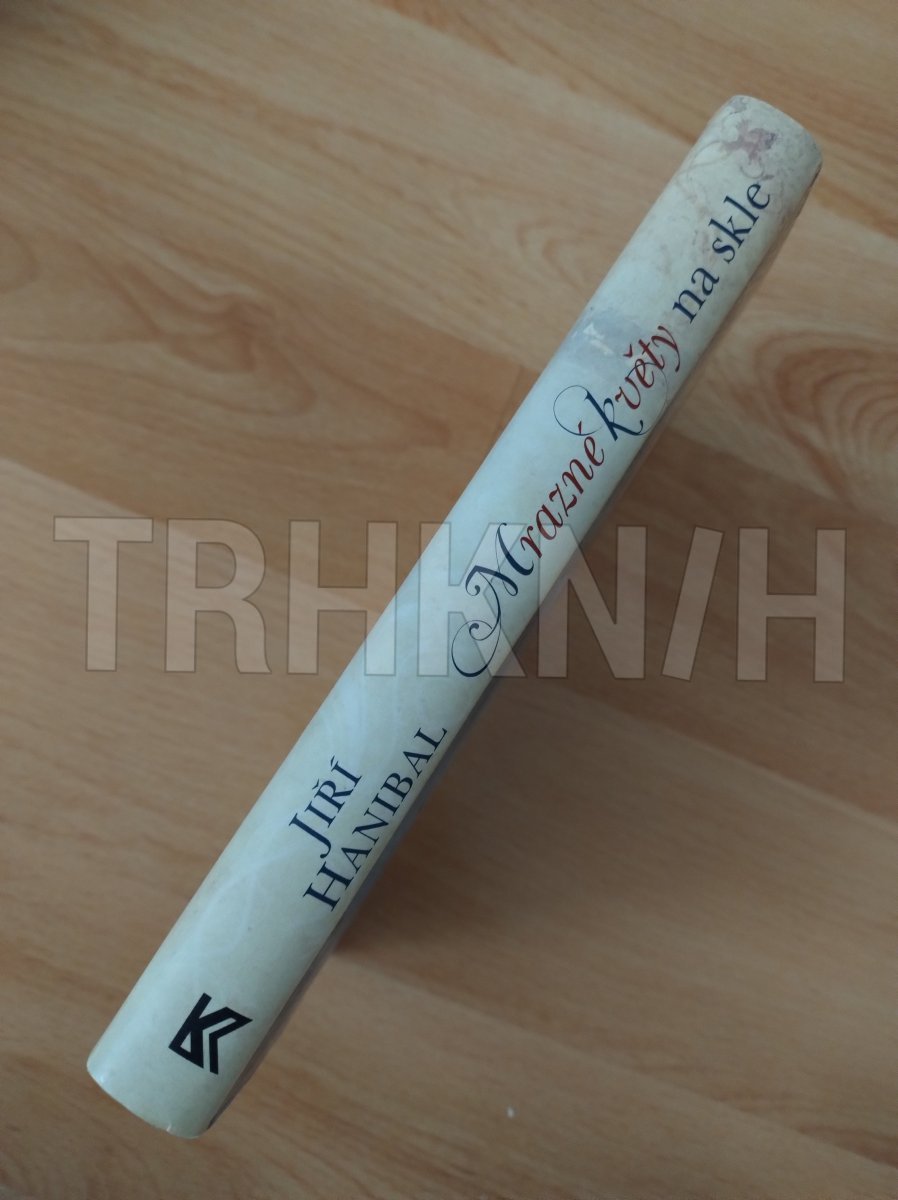 JIŘÍ
HANIBAL
Mrazné květy na skle
TRHKNIH